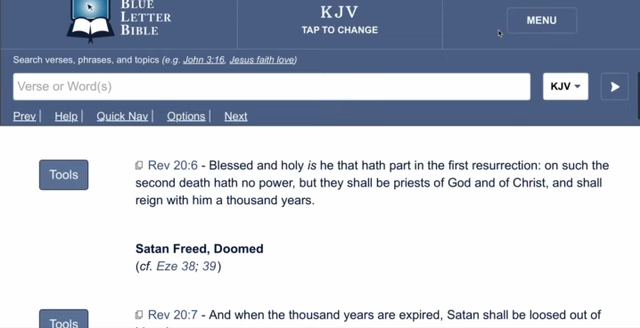 BLUE
LETTER
BIBLE
KJV
TAP TO CHANGE
MENU
Search verses, phrases, and topics (e.g. John 3:16, Jesus faith love)
Verse or Word(s)
KJV
Prev| Help| Quick Nav| Options| Next
Tools
Rev 20:6 - Blessed and holy is he that hath part in the first resurrection: on such the
second death hath no power, but they shall be priests of God and of Christ, and shall
reign with him a thousand years.
Satan Freed, Doomed
(cf. Eze 38; 39)
Tools
Rev 20:7 - And when the thousand years are expired, Satan shall be loosed out of